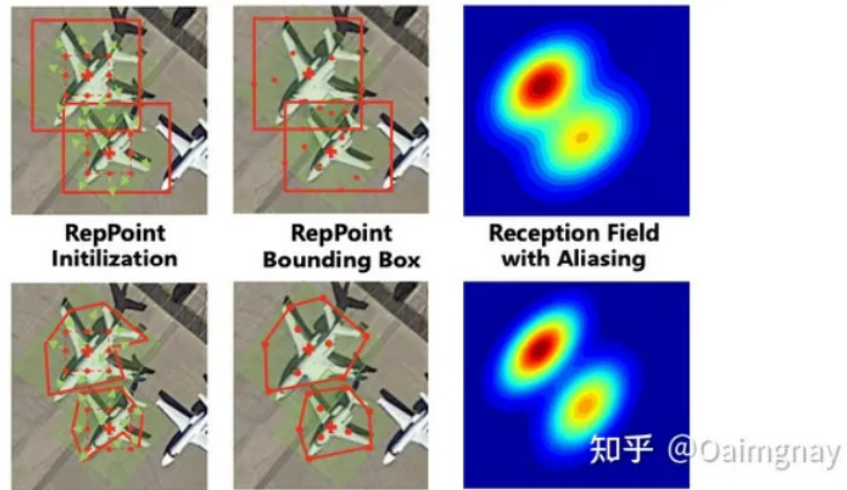 RepPoint
Initilization
RepPoint
Bounding Box
Reception Field
with Aliasing
知乎 @Oaimgnay